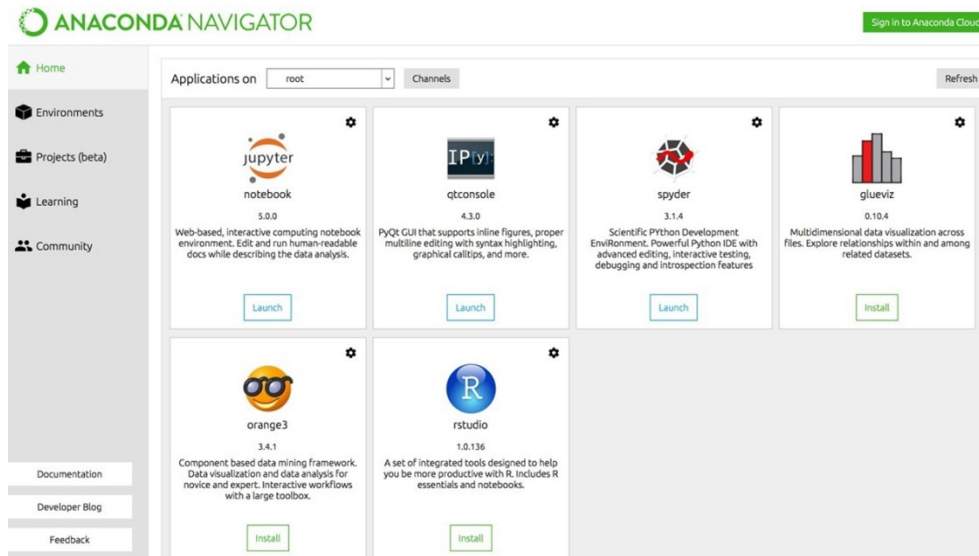 ANACONDA NAVIGATOR
Sign in to Anaconda Cloud
Home
Environments
Projects (beta)
Learning
Community
Documentation
Developer Blog
Feedback
Applications on
root
Channels
Refresh
jupyter
notebook
5.0.0
Web-based, interactive computing notebook
environment. Edit and run human-readable
docs while describing the data analysis.
Launch
IP[y]:
qtconsole
4.3.0
PyQt GUI that supports inline figures, proper
multiline editing with syntax highlighting,
graphical calltips, and more.
Launch
spyder
3.1.4
Scientific PYthon Development
EnviRonment. Powerful Python IDE with
advanced editing, interactive testing,
debugging and introspection features
Launch
glueviz
0.10.4
Multidimensional data visualization across
files. Explore relationships within and among
related datasets.
Install
orange3
3.4.1
Component based data mining framework.
Data visualization and data analysis for
novice and expert. Interactive workflows
with a large toolbox.
Install
R
rstudio
1.0.136
A set of integrated tools designed to help
you be more productive with R. Includes R
essentials and notebooks.
Install